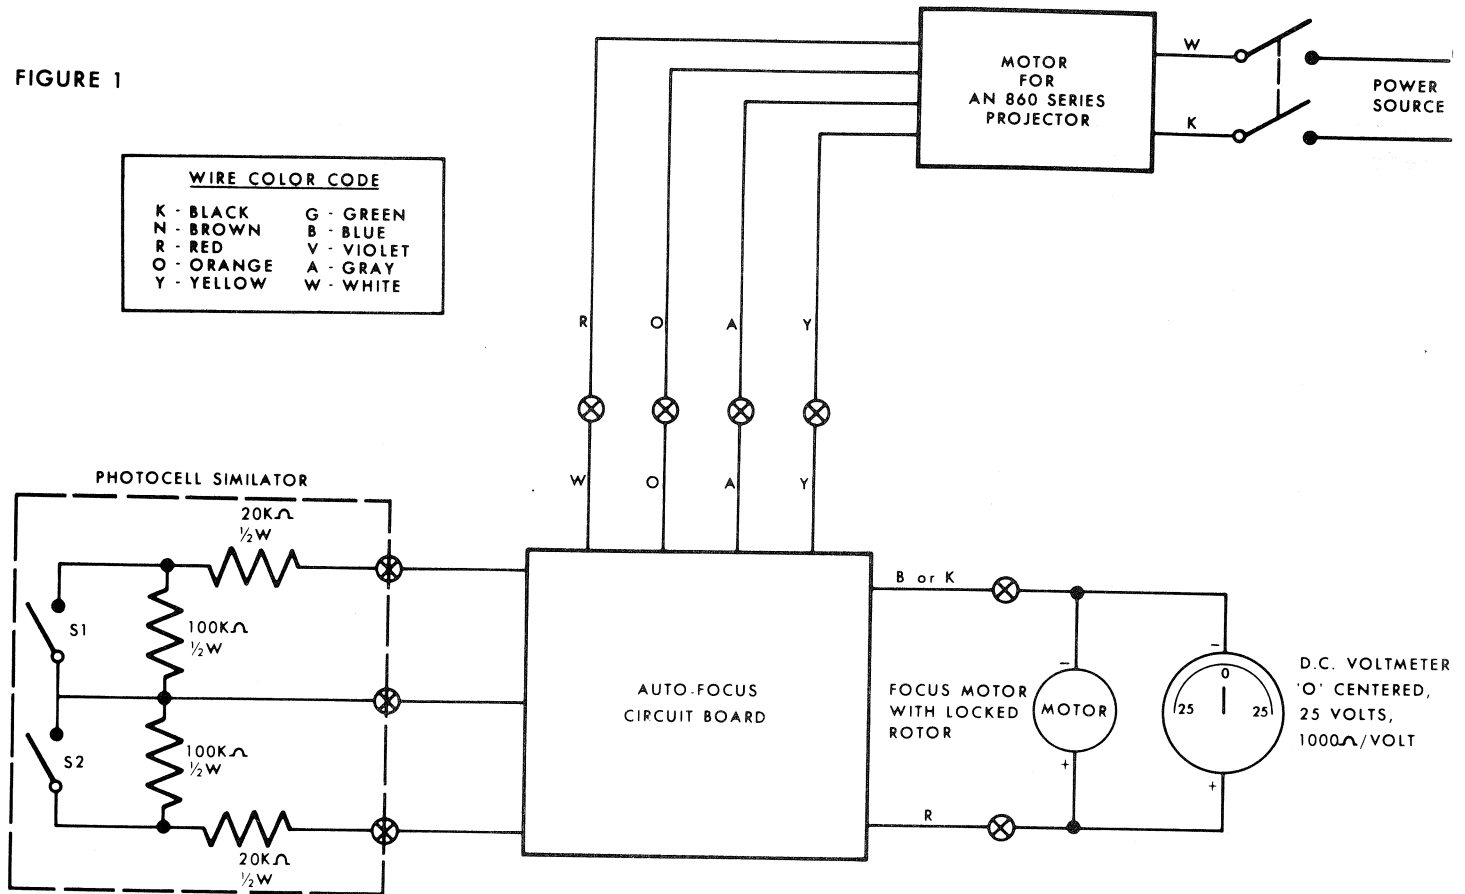 FIGURE 1
MOTOR
FOR
AN 860 SERIES
PROJECTOR
W
K
POWER
SOURCE
WIRE COLOR CODE
K - BLACK
N - BROWN
R - RED
O - ORANGE
Y - YELLOW
G - GREEN
B - BLUE
V - VIOLET
A - GRAY
W - WHITE
R
O
A
Y
W
O
A
Y
PHOTOCELL SIMILATOR
20KΩ
½W
S1
100KΩ
½W
S2
100KΩ
½W
20KΩ
½W
AUTO-FOCUS
CIRCUIT BOARD
B or K
R
FOCUS MOTOR
WITH LOCKED
ROTOR
−
MOTOR
+
−
0
25
25
+
D.C. VOLTMETER
'O' CENTERED,
25 VOLTS,
1000Ω/VOLT